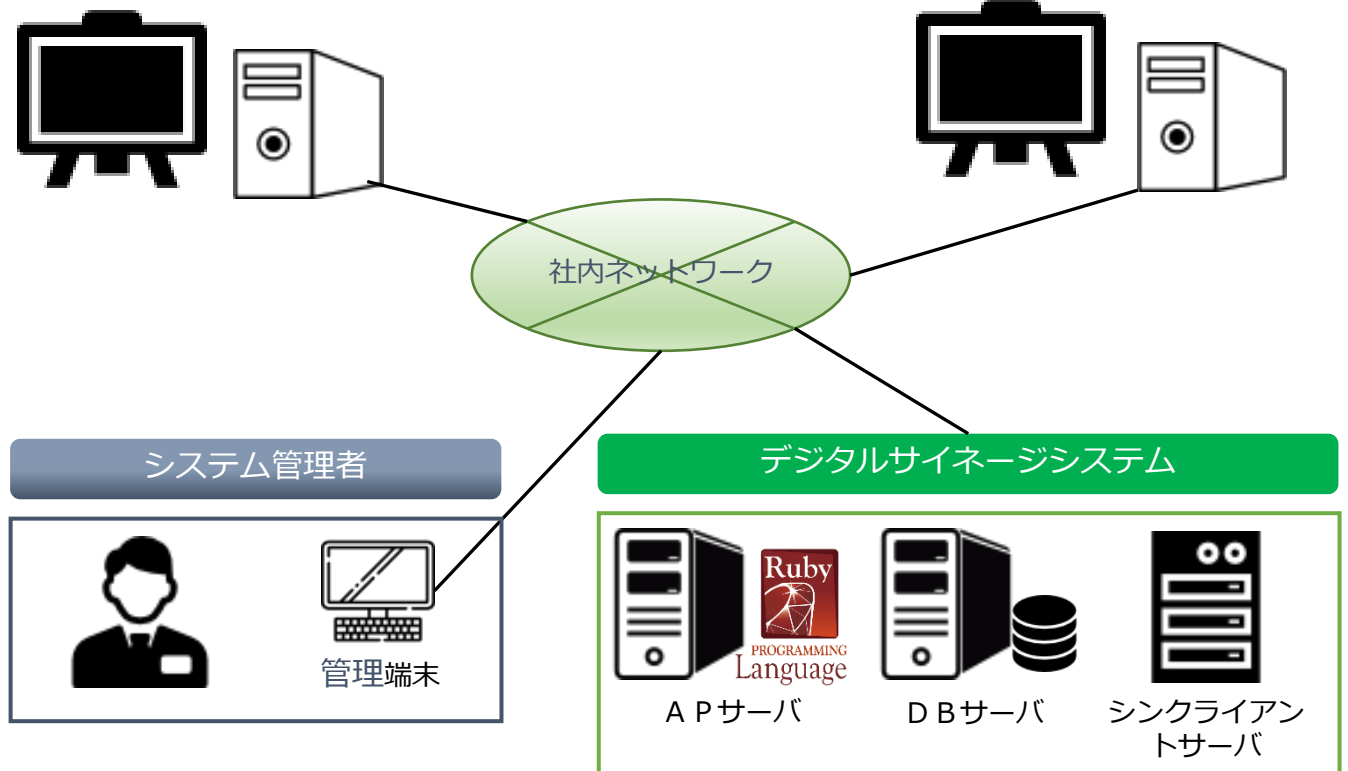 社内ネットワーク
システム管理者
デジタルサイネージシステム
Ruby
PROGRAMMING
Language
管理端末
ＡＰサーバ
ＤＢサーバ
シンクライアン
トサーバ